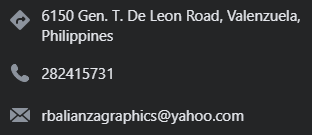 6150 Gen. T. De Leon Road, Valenzuela,
Philippines
282415731
rbalianzagraphics@yahoo.com